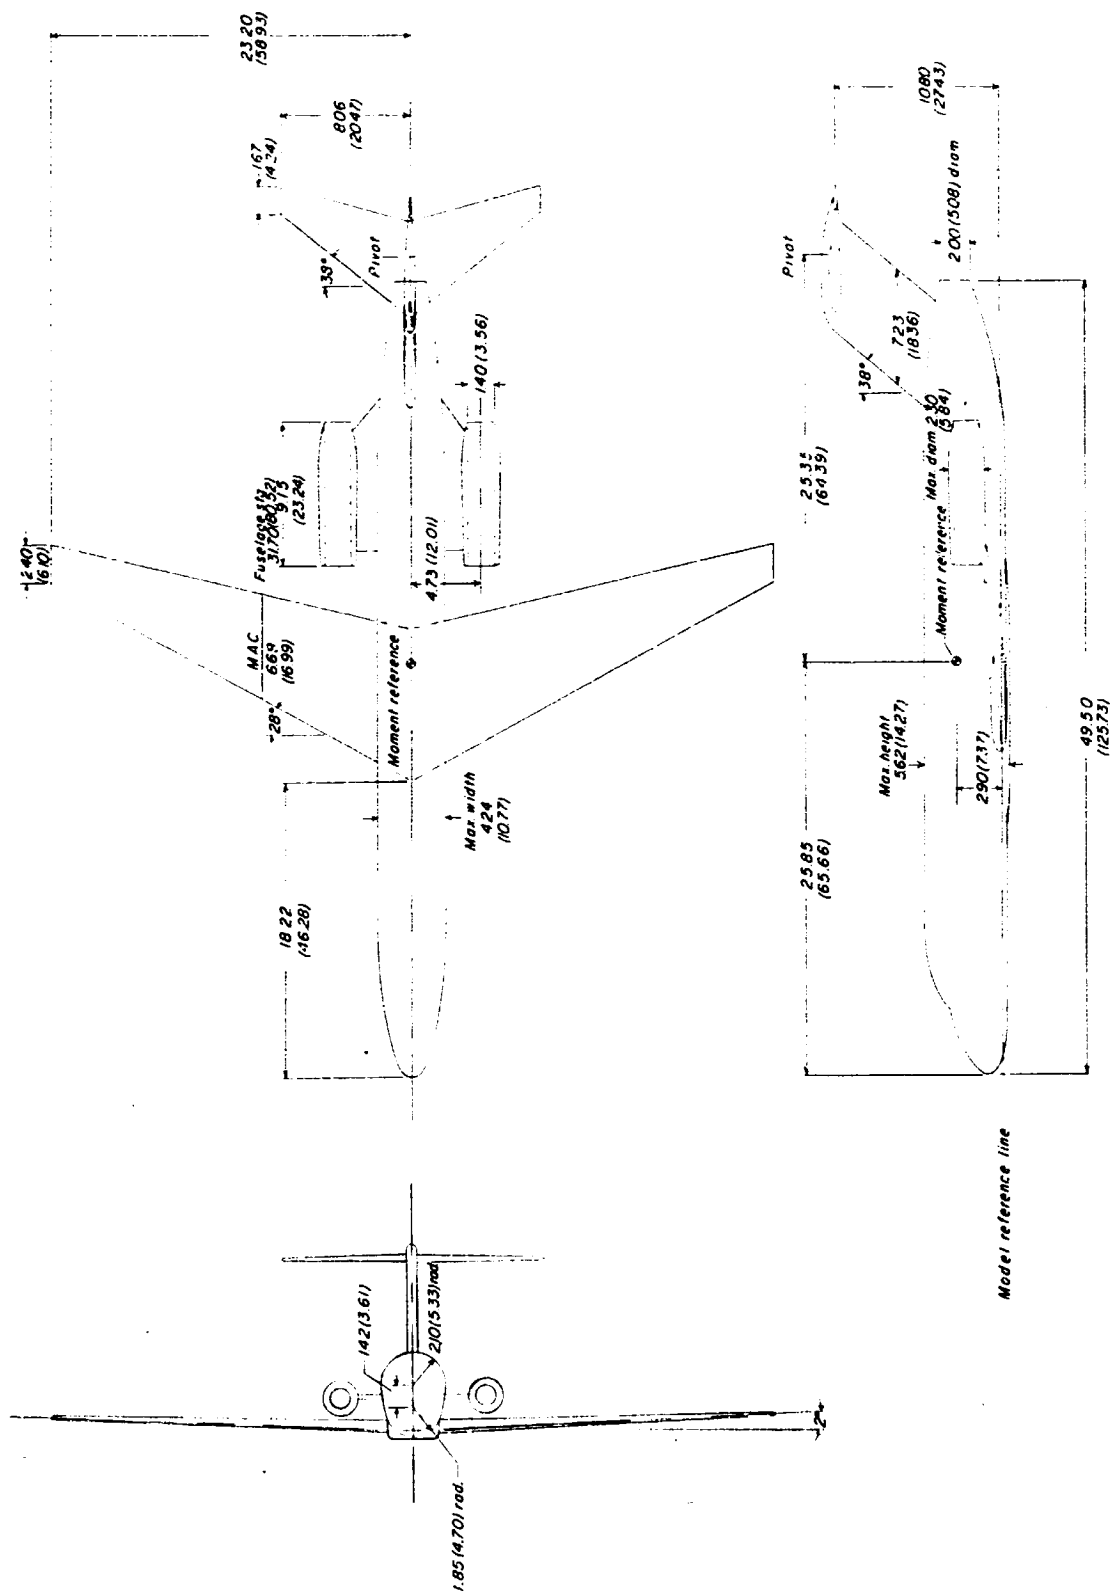 23.20
(58.93)
8.06
(20.47)
1.67
(4.24)
38°
Pivot
1.40 (3.56)
Fuselage sta
31.70 (80.52)
9.15
(23.24)
4.73 (12.01)
2.40
(6.10)
MAC
6.69
(16.99)
28°
Moment reference
Max. width
4.24
(10.77)
18.22
(46.28)
10.80
(27.43)
2.00 (5.08) diam
Pivot
7.23
(18.36)
38°
Max. diam 2.30
(5.84)
25.35
(64.39)
Moment reference
Max. height
5.62 (14.27)
2.90 (7.37)
25.85
(65.66)
49.50
(125.73)
Model reference line
1.42 (3.61)
2.10 (5.33) rad.
1.85 (4.70) rad.
2°